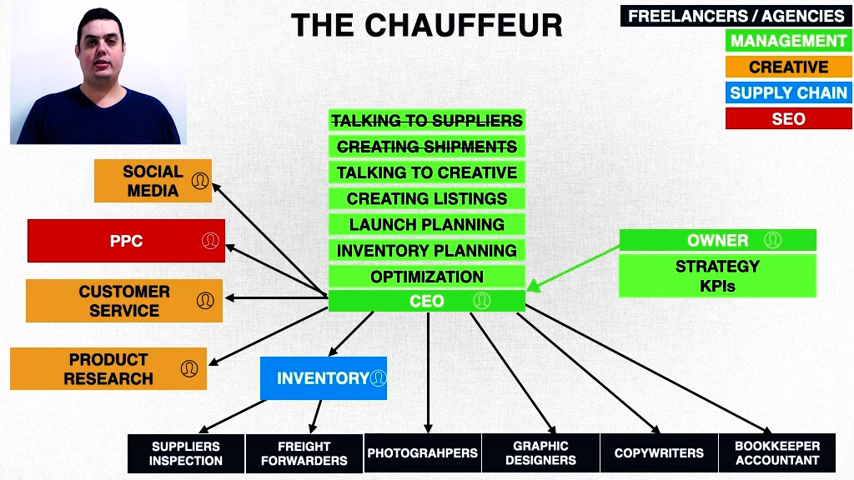 THE CHAUFFEUR
FREELANCERS / AGENCIES
MANAGEMENT
CREATIVE
SUPPLY CHAIN
SEO
TALKING TO SUPPLIERS
CREATING SHIPMENTS
TALKING TO CREATIVE
CREATING LISTINGS
LAUNCH PLANNING
INVENTORY PLANNING
OPTIMIZATION
CEO
SOCIAL
MEDIA
PPC
CUSTOMER
SERVICE
PRODUCT
RESEARCH
OWNER
STRATEGY
KPIs
INVENTORY
SUPPLIERS
INSPECTION
FREIGHT
FORWARDERS
PHOTOGRAHPERS
GRAPHIC
DESIGNERS
COPYWRITERS
BOOKKEEPER
ACCOUNTANT